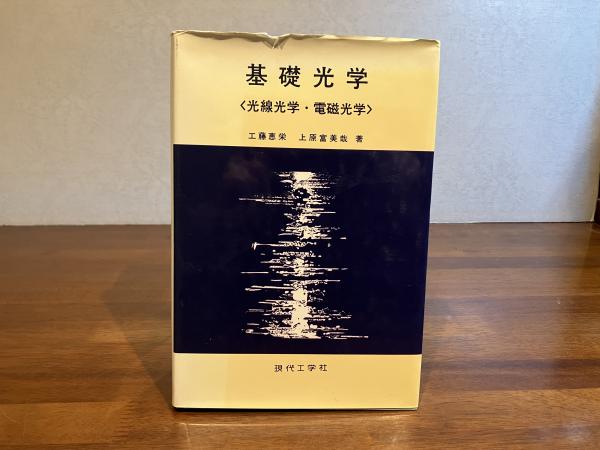 基礎光学
〈光線光学・電磁光学〉
工藤恵栄 上原富美哉 著
現代工学社